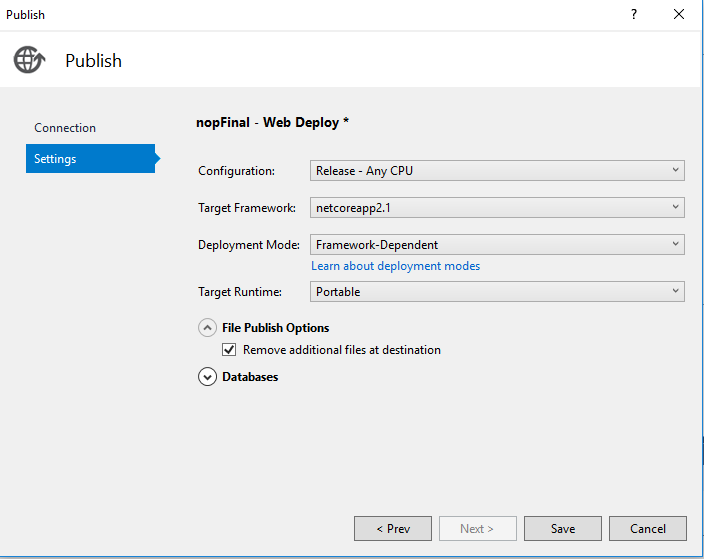 Publish
?
Publish
Connection
Settings
nopFinal - Web Deploy *
Configuration: Release - Any CPU
Target Framework: netcoreapp2.1
Deployment Mode: Framework-Dependent
Learn about deployment modes
Target Runtime: Portable
File Publish Options
Remove additional files at destination
Databases
< Prev Next > Save Cancel